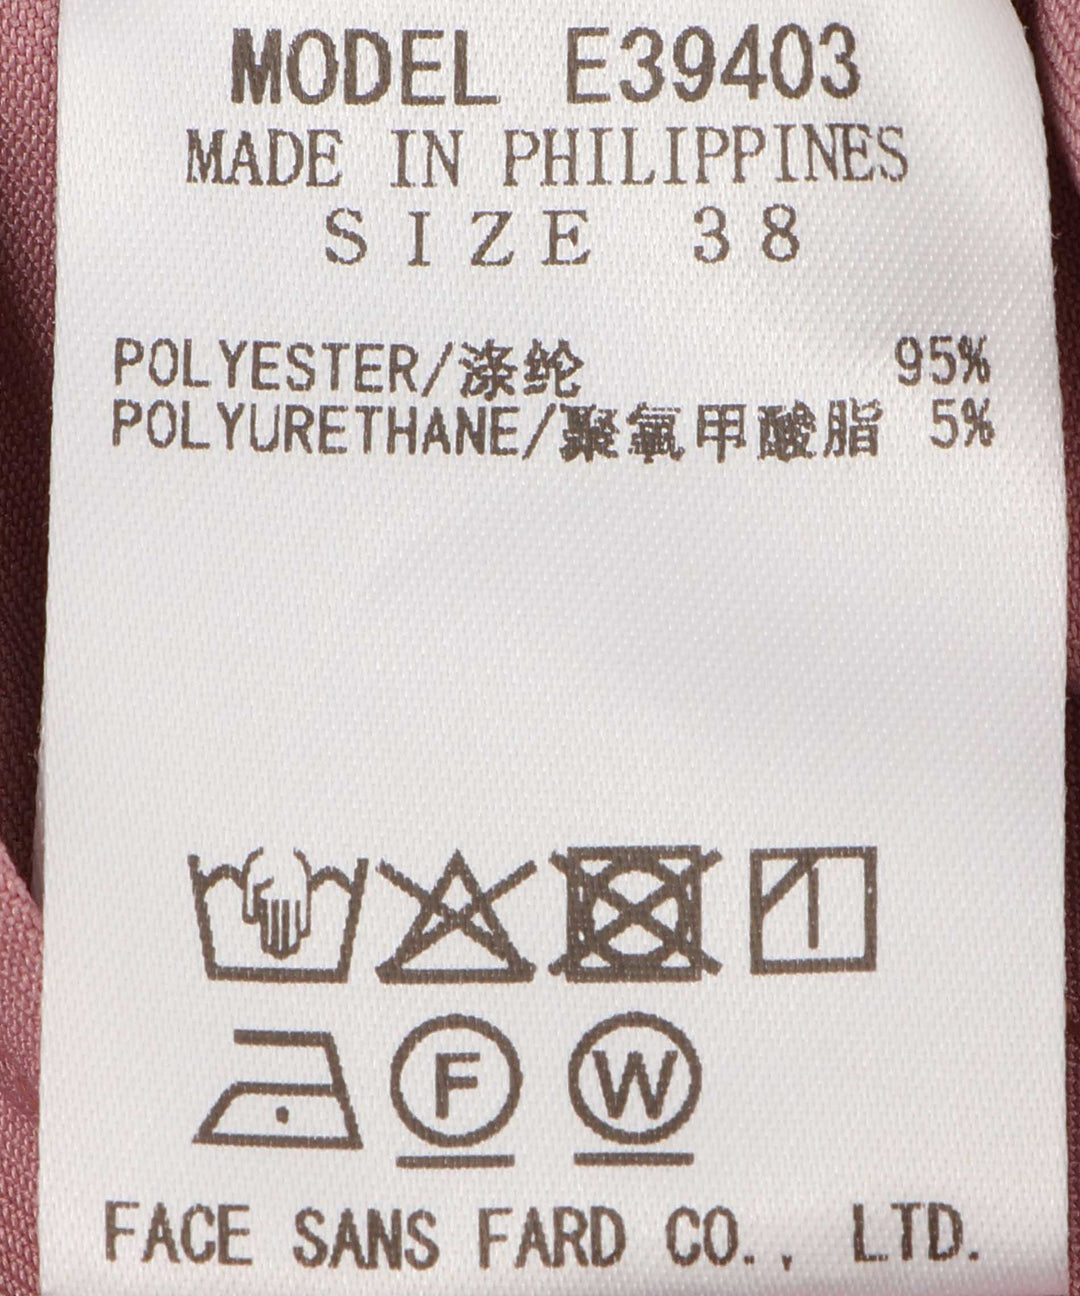 MODEL E39403
MADE IN PHILIPPINES
SIZE 38
POLYESTER/涤纶 95%
POLYURETHANE/聚氧甲酸脂 5%
F W
FACE SANS FARD CO., LTD.